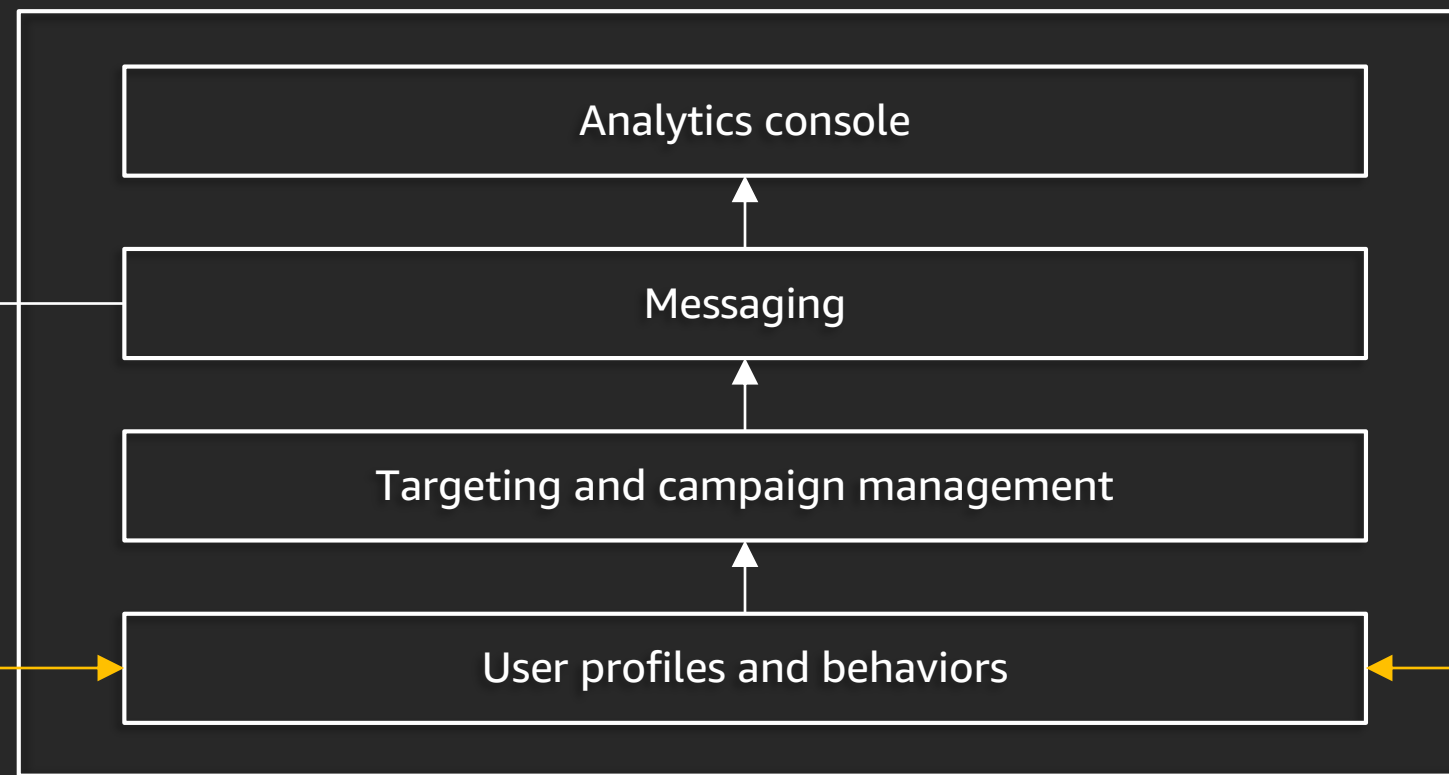 Analytics console
Messaging
Targeting and campaign management
User profiles and behaviors